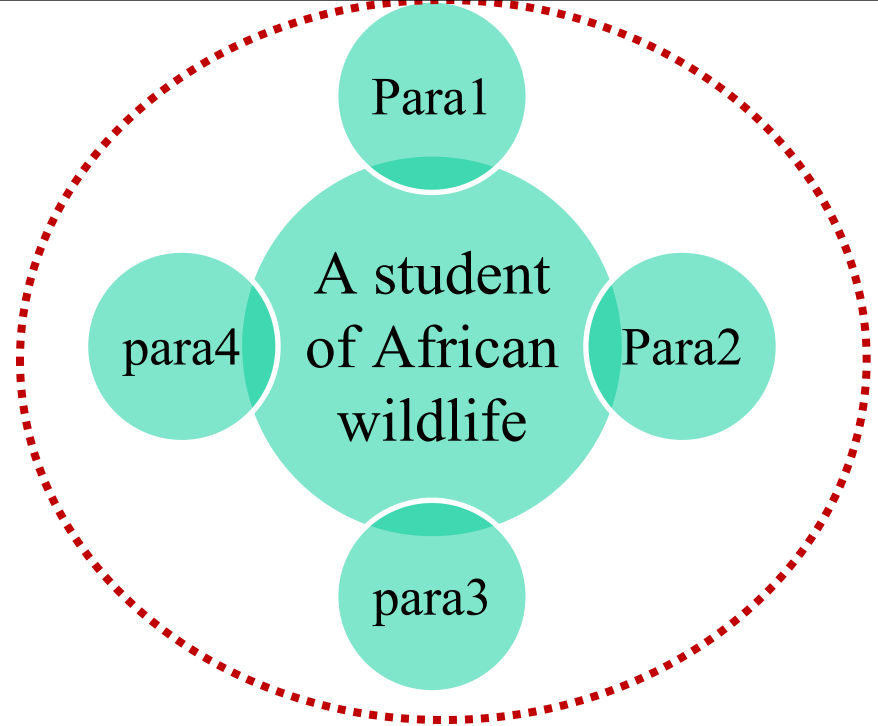 Para1
A student
of African
wildlife
para4
Para2
para3